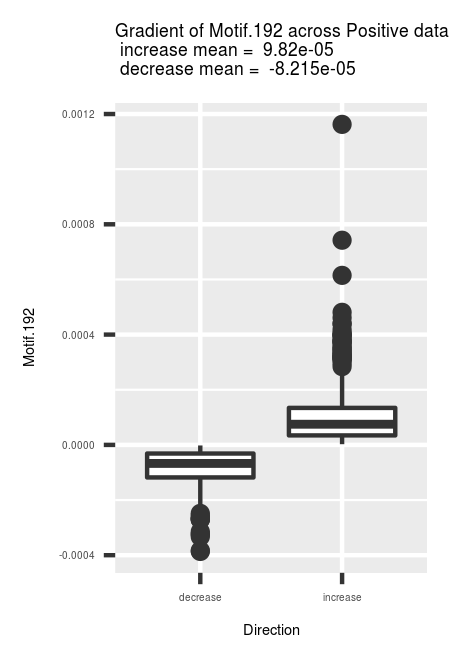 Gradient of Motif.192 across Positive data
increase mean =  9.82e-05
decrease mean =  -8.215e-05
0.0012
0.0008
0.0004
0.0000
-0.0004
Motif.192
decrease
increase
Direction